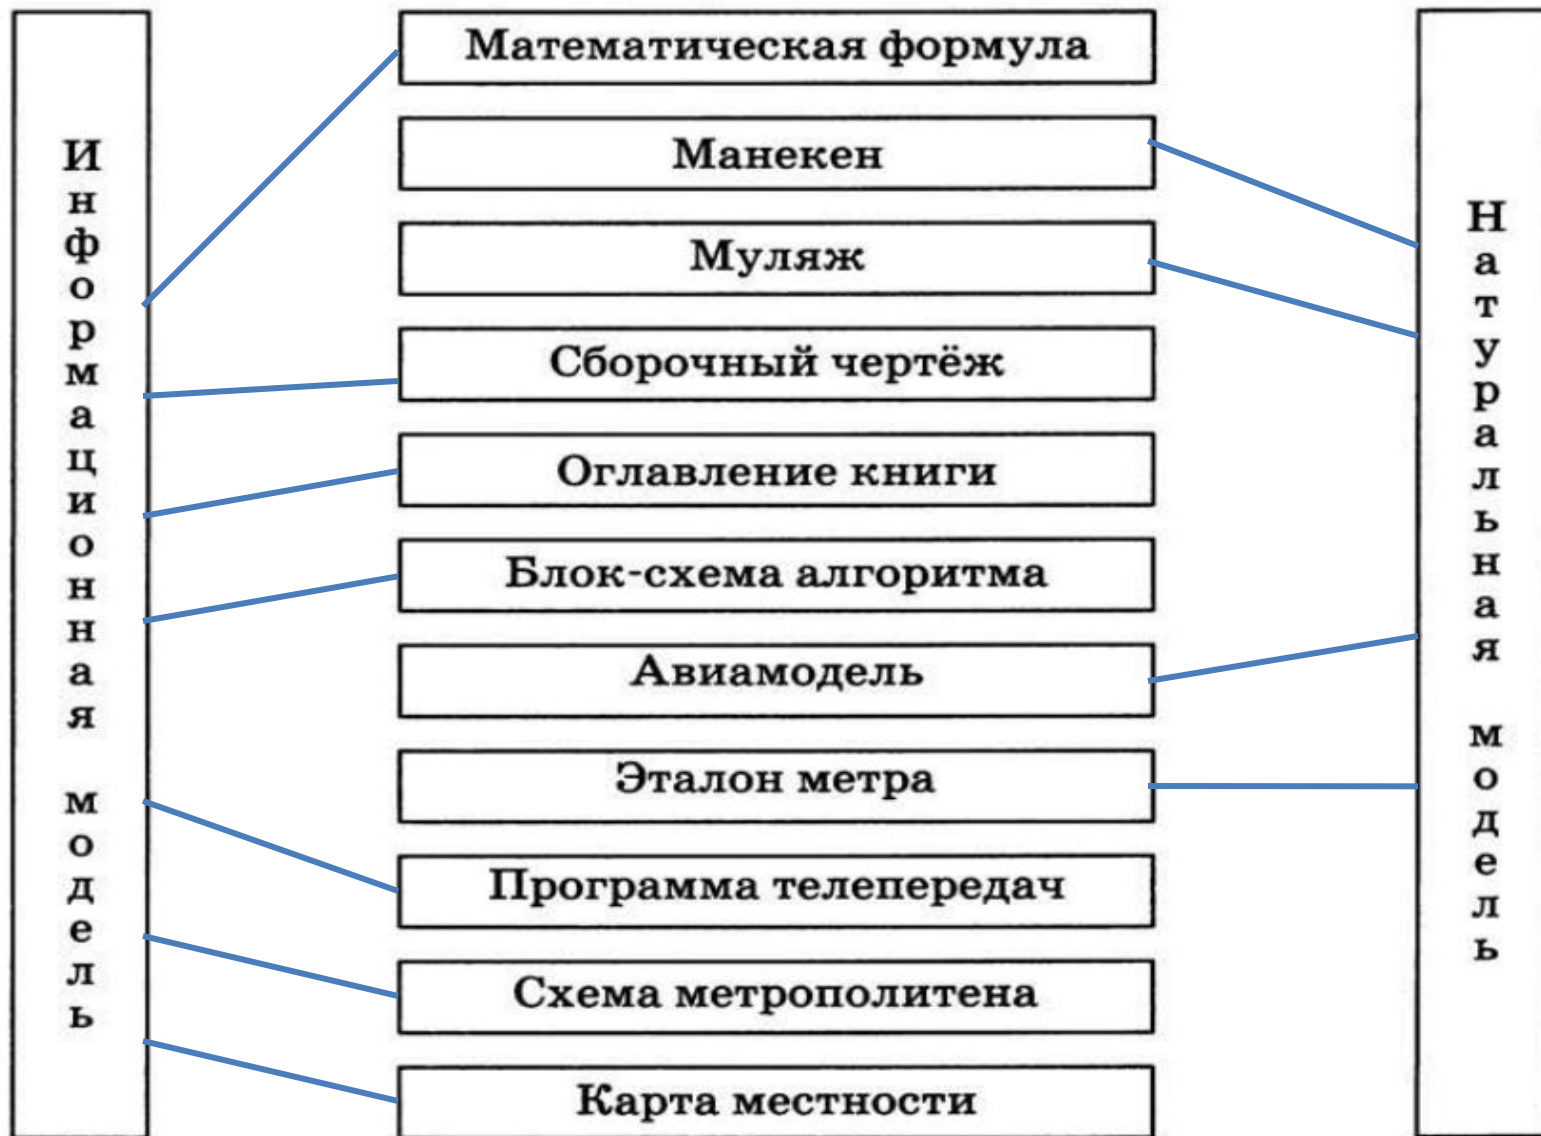 Информационная модель
Математическая формула
Манекен
Муляж
Сборочный чертёж
Оглавление книги
Блок-схема алгоритма
Авиамодель
Эталон метра
Программа телепередач
Схема метрополитена
Карта местности
Натуральная модель